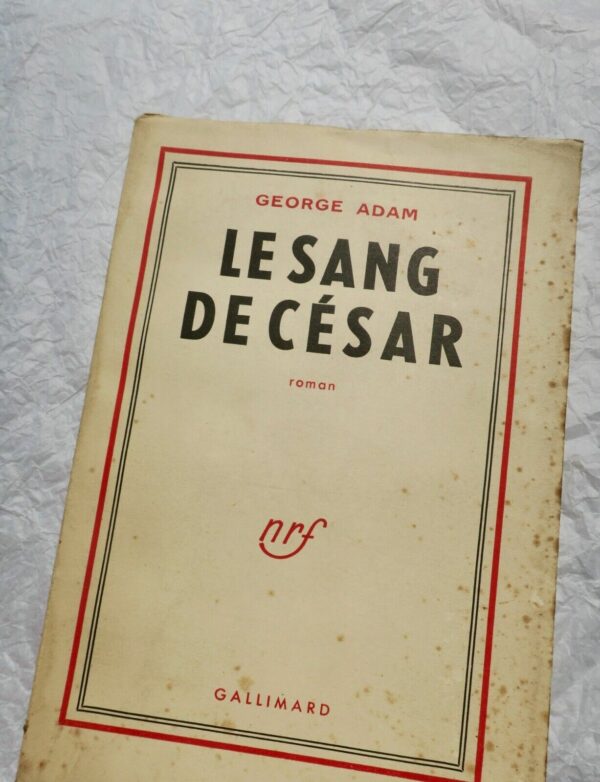 GEORGE ADAM
LE SANG
DE CÉSAR
roman
nrf
GALLIMARD